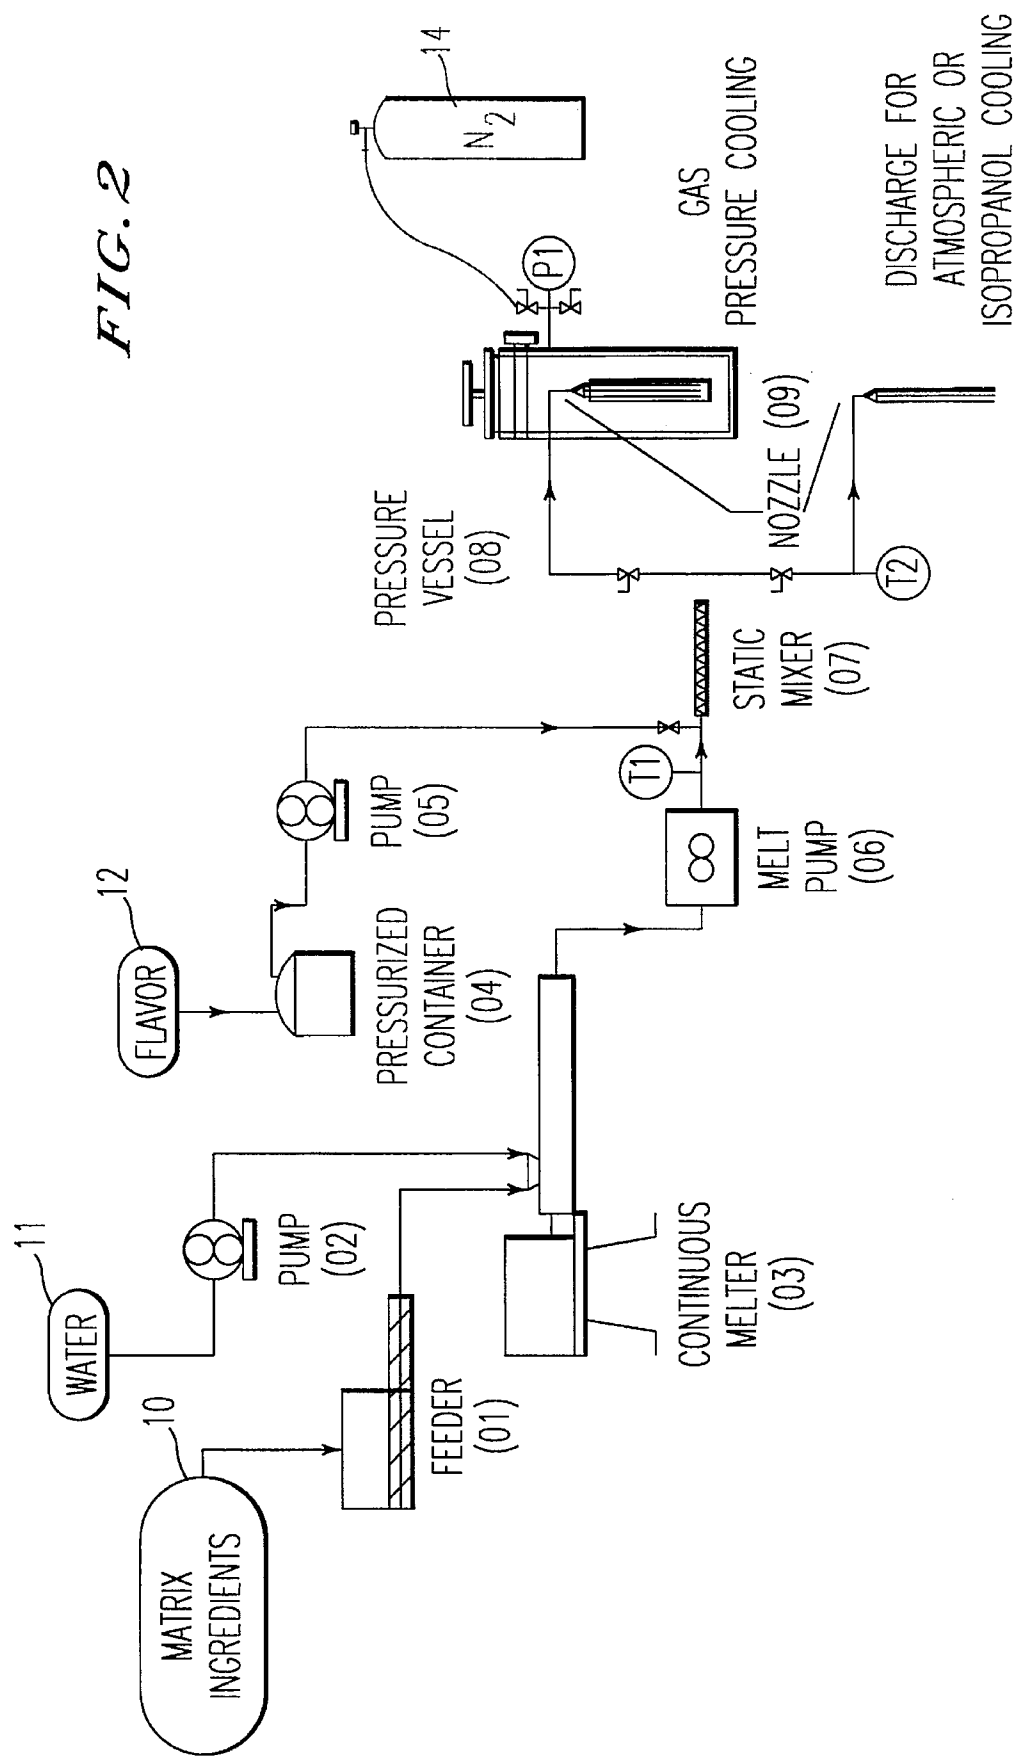 FIG. 2
MATRIX
INGREDIENTS
10
WATER
11
FLAVOR
12
14
N2
FEEDER
(01)
PUMP
(02)
CONTINUOUS
MELTER
(03)
PRESSURIZED
CONTAINER
(04)
PUMP
(05)
MELT
PUMP
(06)
T1
STATIC
MIXER
(07)
PRESSURE
VESSEL
(08)
P1
NOZZLE (09)
T2
GAS
PRESSURE COOLING
DISCHARGE FOR
ATMOSPHERIC OR
ISOPROPANOL COOLING